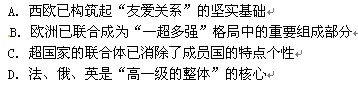 A. 西欧已构筑起“友爱关系”的坚实基础
B. 欧洲已联合成为“一超多强”格局中的重要组成部分
C. 超国家的联合体已消除了成员国的特点个性
D. 法、俄、英是“高一级的整体”的核心